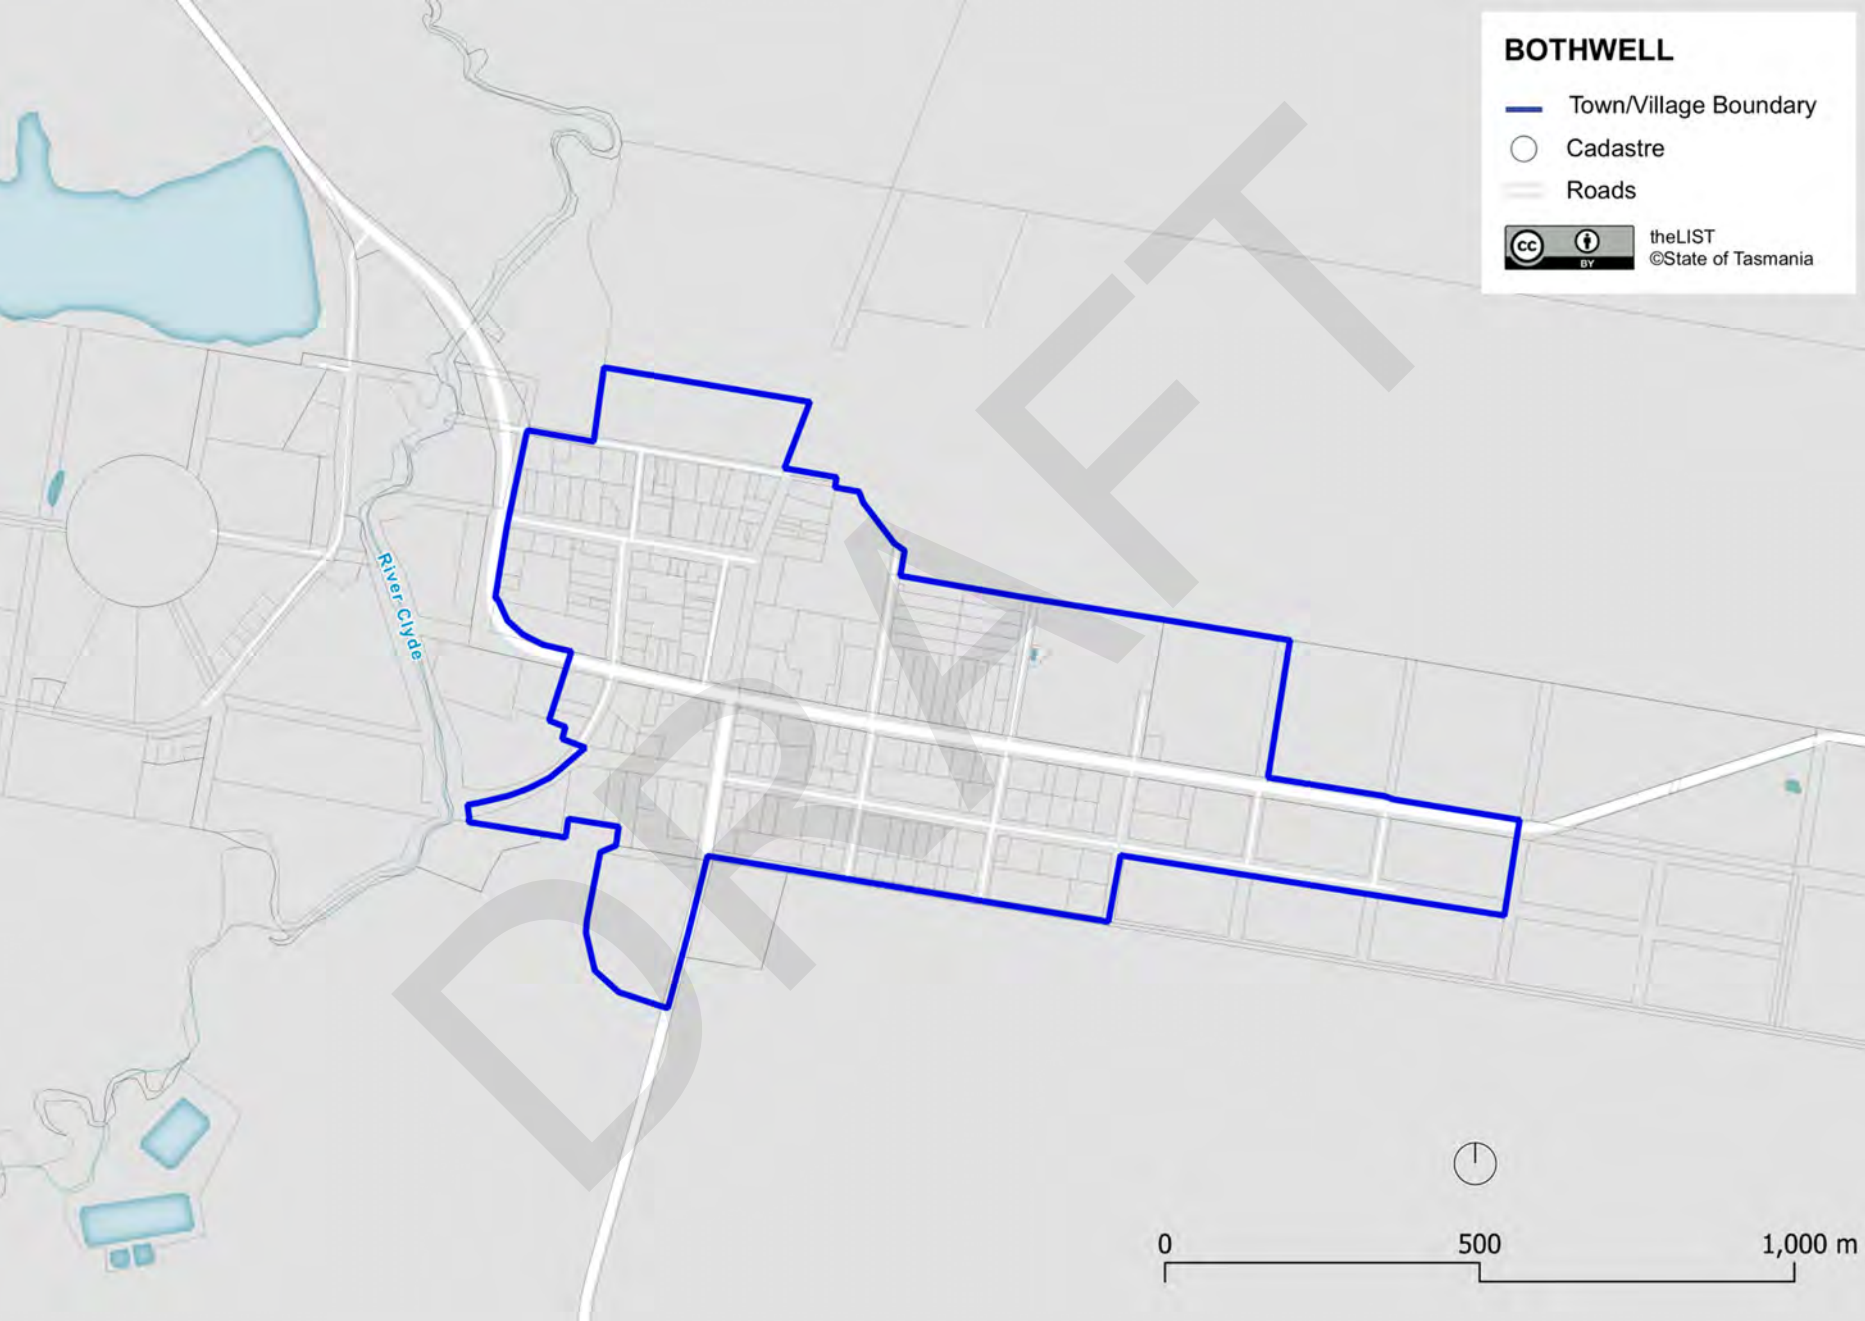 BOTHWELL
Town/Village Boundary
Cadastre
Roads
cc
BY
theLIST
©State of Tasmania
River Clyde
DRAFT
0 500 1,000 m